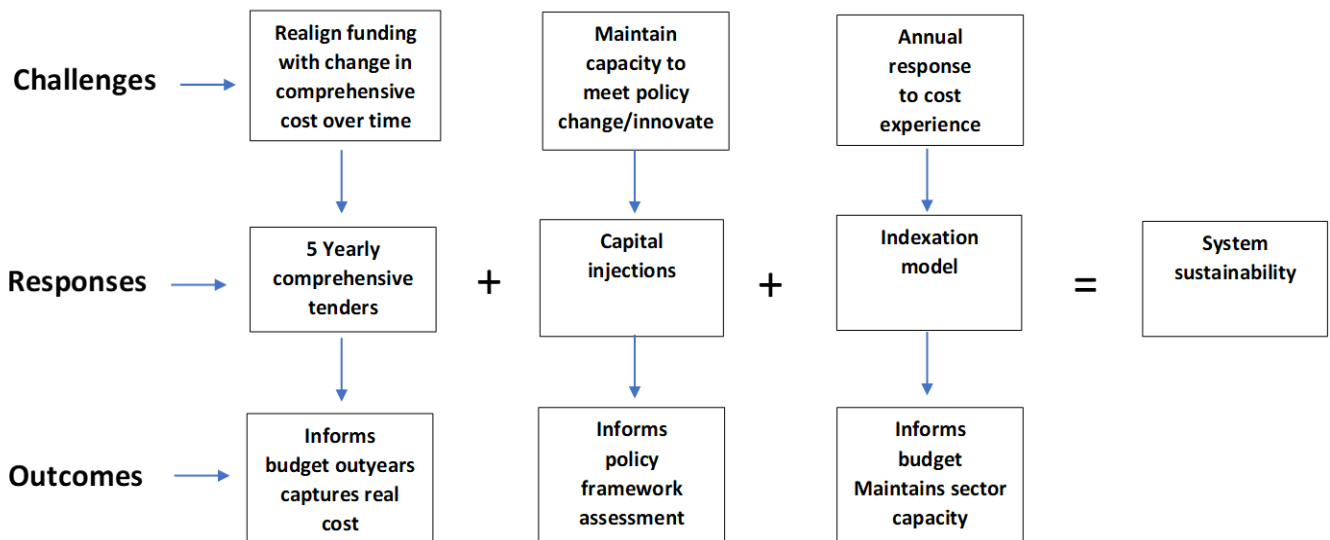 Challenges
Realign funding
with change in
comprehensive
cost over time
Maintain
capacity to
meet policy
change/innovate
Annual
response
to cost
experience
Responses
5 Yearly
comprehensive
tenders
+
Capital
injections
+
Indexation
model
=
System
sustainability
Outcomes
Informs
budget outyears
captures real
cost
Informs
policy
framework
assessment
Informs
budget
Maintains sector
capacity